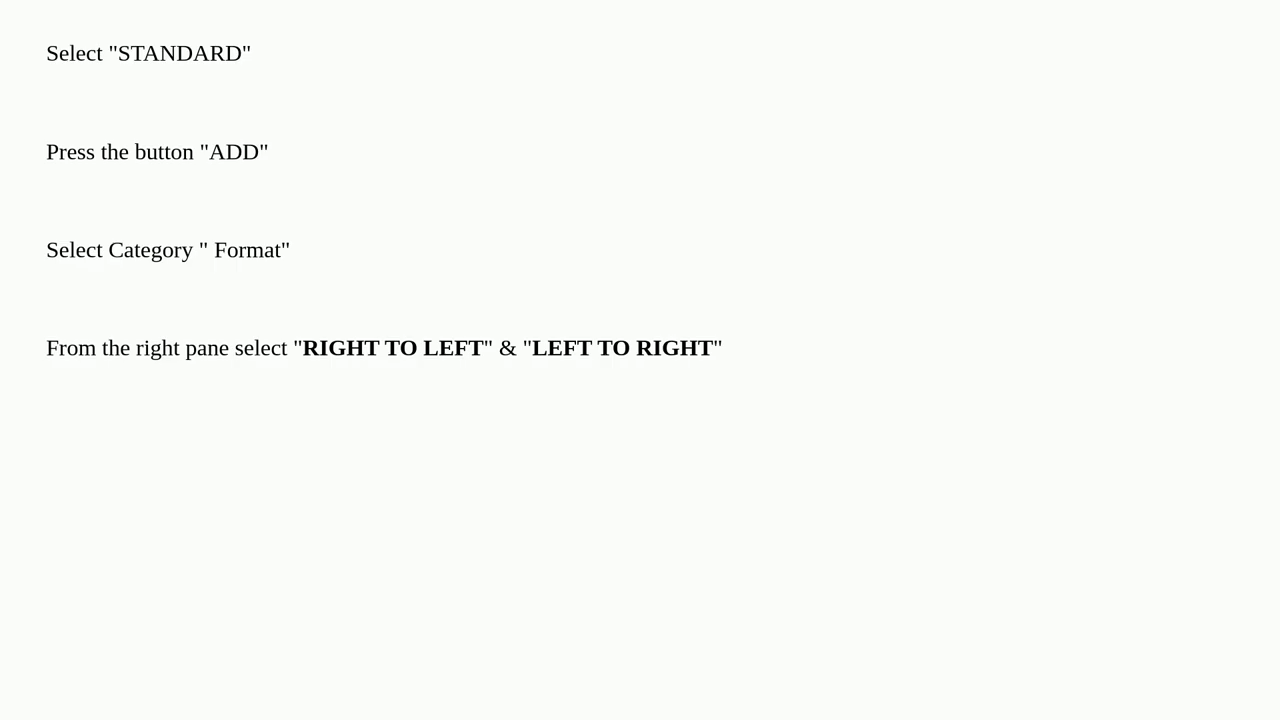 Select "STANDARD"
Press the button "ADD"
Select Category " Format"
From the right pane select "RIGHT TO LEFT" & "LEFT TO RIGHT"